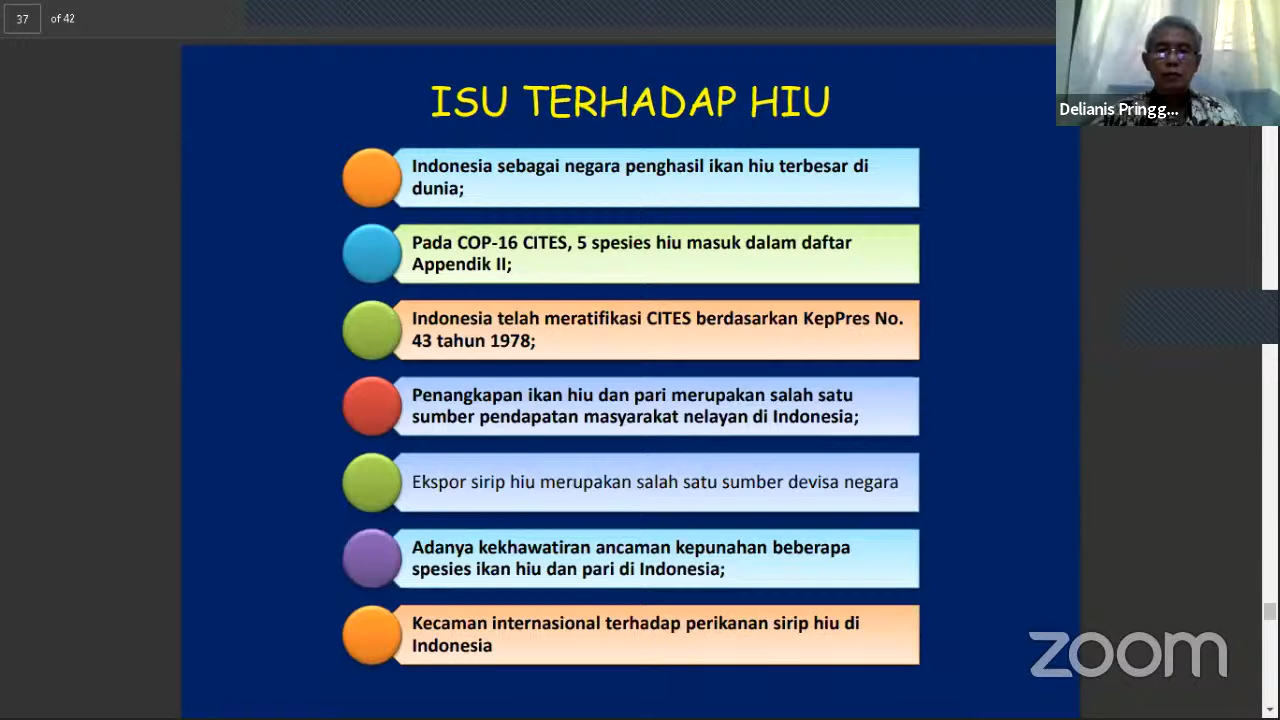 37 of 42
Delianis Pringg...
ISU TERHADAP HIU
Indonesia sebagai negara penghasil ikan hiu terbesar di
dunia;
Pada COP-16 CITES, 5 spesies hiu masuk dalam daftar
Appendik II;
Indonesia telah meratifikasi CITES berdasarkan KepPres No.
43 tahun 1978;
Penangkapan ikan hiu dan pari merupakan salah satu
sumber pendapatan masyarakat nelayan di Indonesia;
Ekspor sirip hiu merupakan salah satu sumber devisa negara
Adanya kekhawatiran ancaman kepunahan beberapa
spesies ikan hiu dan pari di Indonesia;
Kecaman internasional terhadap perikanan sirip hiu di
Indonesia
zoom